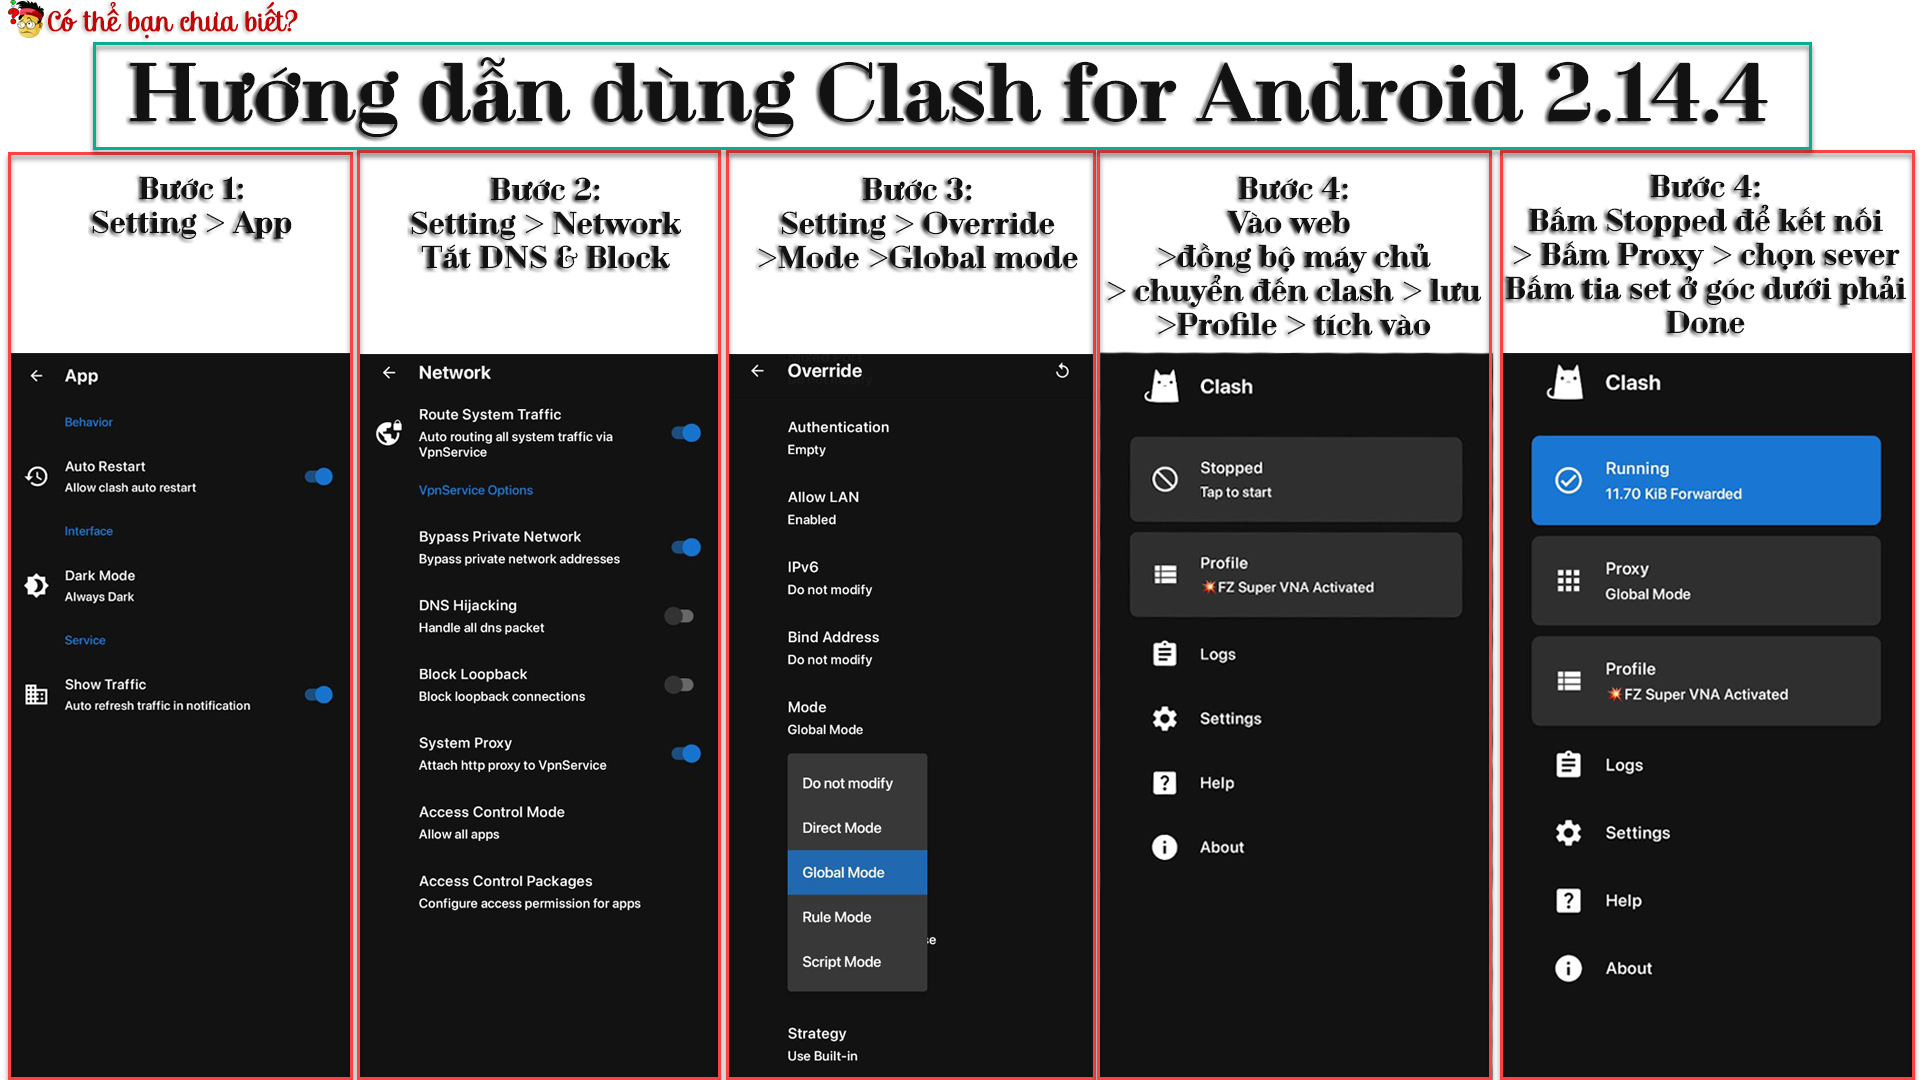 Có thể bạn chưa biết?
Hướng dẫn dùng Clash for Android 2.14.4
Bước 1:
Setting > App
App
Behavior
Auto Restart
Allow clash auto restart
Interface
Dark Mode
Always Dark
Service
Show Traffic
Auto refresh traffic in notification
Bước 2:
Setting > Network
Tắt DNS & Block
Network
Route System Traffic
Auto routing all system traffic via
VpnService
VpnService Options
Bypass Private Network
Bypass private network addresses
DNS Hijacking
Handle all dns packet
Block Loopback
Block loopback connections
System Proxy
Attach http proxy to VpnService
Access Control Mode
Allow all apps
Access Control Packages
Configure access permission for apps
Bước 3:
Setting > Override
>Mode >Global mode
Override
Authentication
Empty
Allow LAN
Enabled
IPv6
Do not modify
Bind Address
Do not modify
Mode
Global Mode
Do not modify
Direct Mode
Global Mode
Rule Mode
Script Mode
Strategy
Use Built-in
Bước 4:
Vào web
>đồng bộ máy chủ
> chuyển đến clash > lưu
>Profile > tích vào
Clash
Stopped
Tap to start
Profile
💥FZ Super VNA Activated
Logs
Settings
Help
About
Bước 4:
Bấm Stopped để kết nối
> Bấm Proxy > chọn sever
Bấm tia set ở góc dưới phải
Done
Clash
Running
11.70 KiB Forwarded
Proxy
Global Mode
Profile
💥FZ Super VNA Activated
Logs
Settings
Help
About